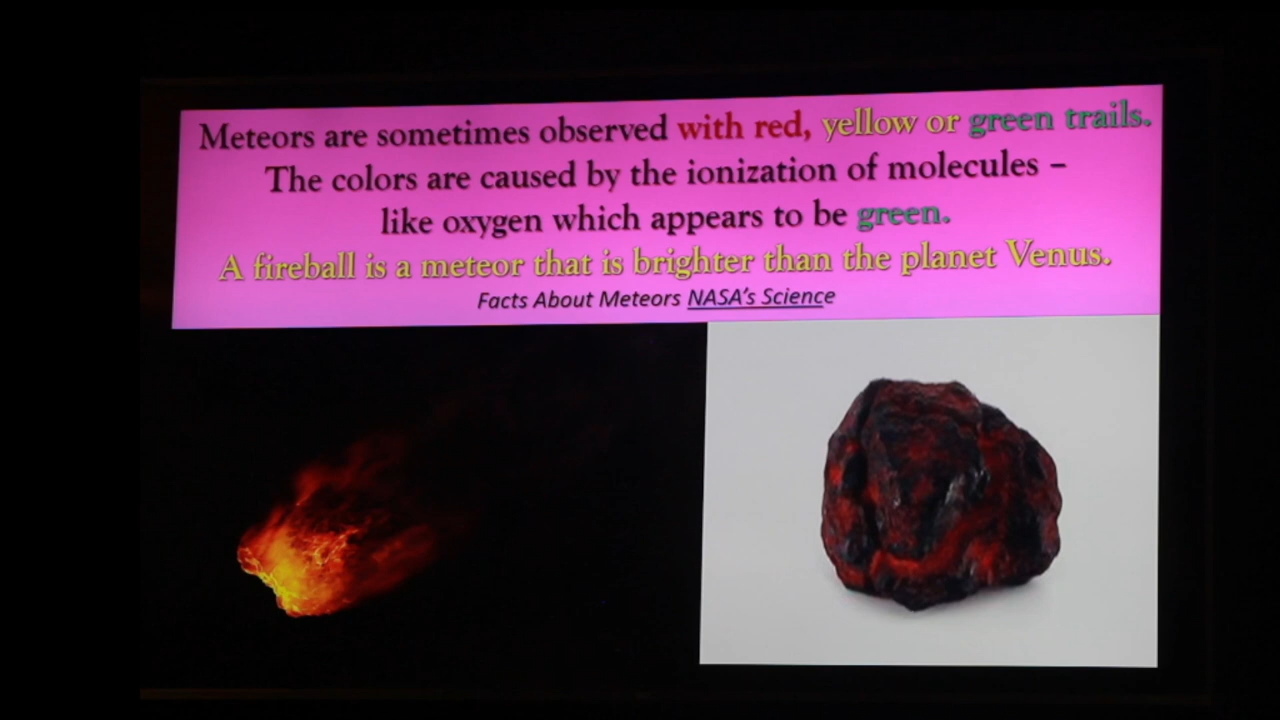 Meteors are sometimes observed with red, yellow or green trails.
The colors are caused by the ionization of molecules –
like oxygen which appears to be green.
A fireball is a meteor that is brighter than the planet Venus.
Facts About Meteors NASA's Science